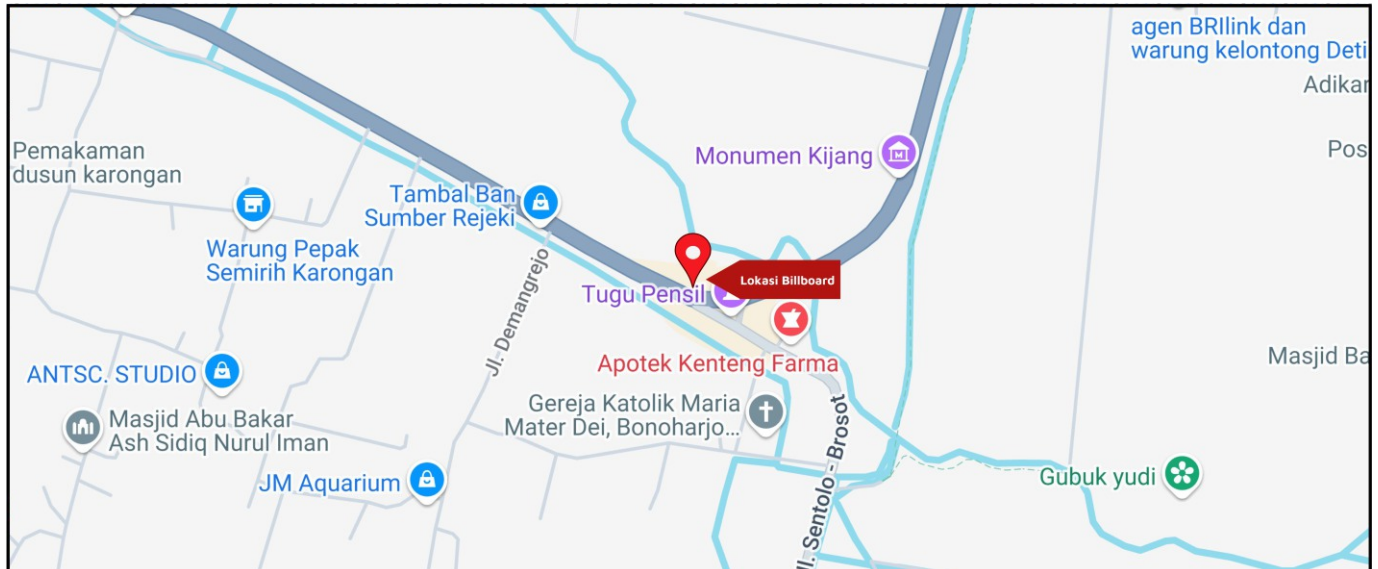 agen BRIlink dan
warung kelontong Deti
Adikar
Pemakaman
dusun karongan
Monumen Kijang
Pos
Tambal Ban
Sumber Rejeki
Warung Pepak
Semirih Karongan
Jl. Demangrejo
Lokasi Billboard
Tugu Pensil
Apotek Kenteng Farma
Masjid Ba
ANTSC. STUDIO
Gereja Katolik Maria
Mater Dei, Bonoharjo...
Masjid Abu Bakar
Ash Sidiq Nurul Iman
JM Aquarium
Jl. Sentolo - Brosot
Gubuk yudi